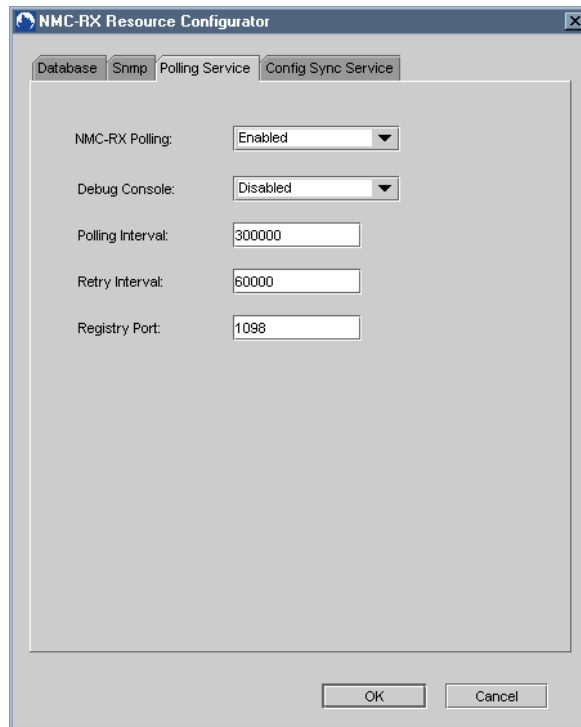 NMC-RX Resource Configurator
Database Snmp Polling Service Config Sync Service
NMC-RX Polling: Enabled
Debug Console: Disabled
Polling Interval: 300000
Retry Interval: 60000
Registry Port: 1098
OK Cancel